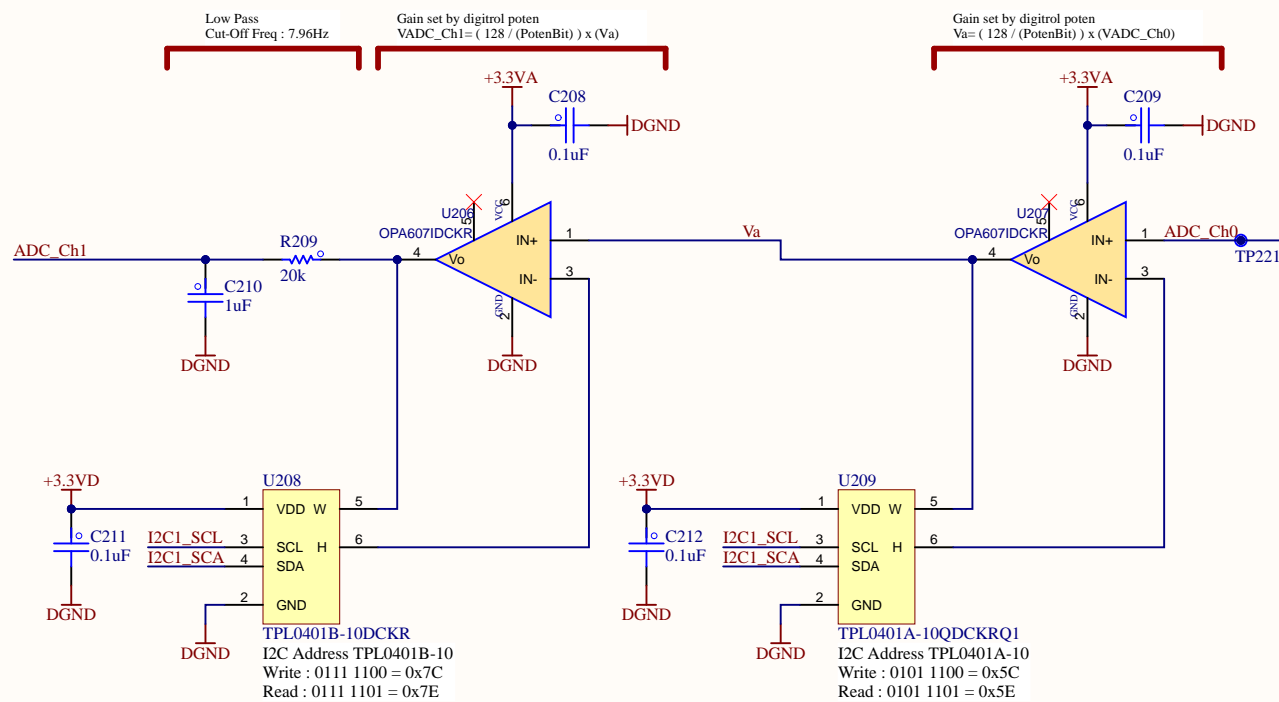 Low Pass
Cut-Off Freq : 7.96Hz
Gain set by digitrol poten
VADC_Ch1= ( 128 / (PotenBit) ) x (Va)
Gain set by digitrol poten
Va= ( 128 / (PotenBit) ) x (VADC_Ch0)
+3.3VA
C208
DGND
0.1uF
+3.3VA
C209
DGND
0.1uF
U206
OPA607IDCKR
5
6
VCC
IN+
1
Vo
4
IN-
3
GND
2
DGND
Va
U207
OPA607IDCKR
5
6
VCC
IN+
1
Vo
4
IN-
3
GND
2
DGND
ADC_Ch0
TP221
ADC_Ch1
R209
20k
C210
1uF
DGND
+3.3VD
C211
0.1uF
DGND
I2C1_SCL
I2C1_SCA
DGND
U208
1
VDD
W
5
3
SCL
H
6
4
SDA
2
GND
TPL0401B-10DCKR
I2C Address TPL0401B-10
Write : 0111 1100 = 0x7C
Read : 0111 1101 = 0x7E
+3.3VD
C212
0.1uF
DGND
I2C1_SCL
I2C1_SCA
DGND
U209
1
VDD
W
5
3
SCL
H
6
4
SDA
2
GND
TPL0401A-10QDCKRQ1
I2C Address TPL0401A-10
Write : 0101 1100 = 0x5C
Read : 0101 1101 = 0x5E